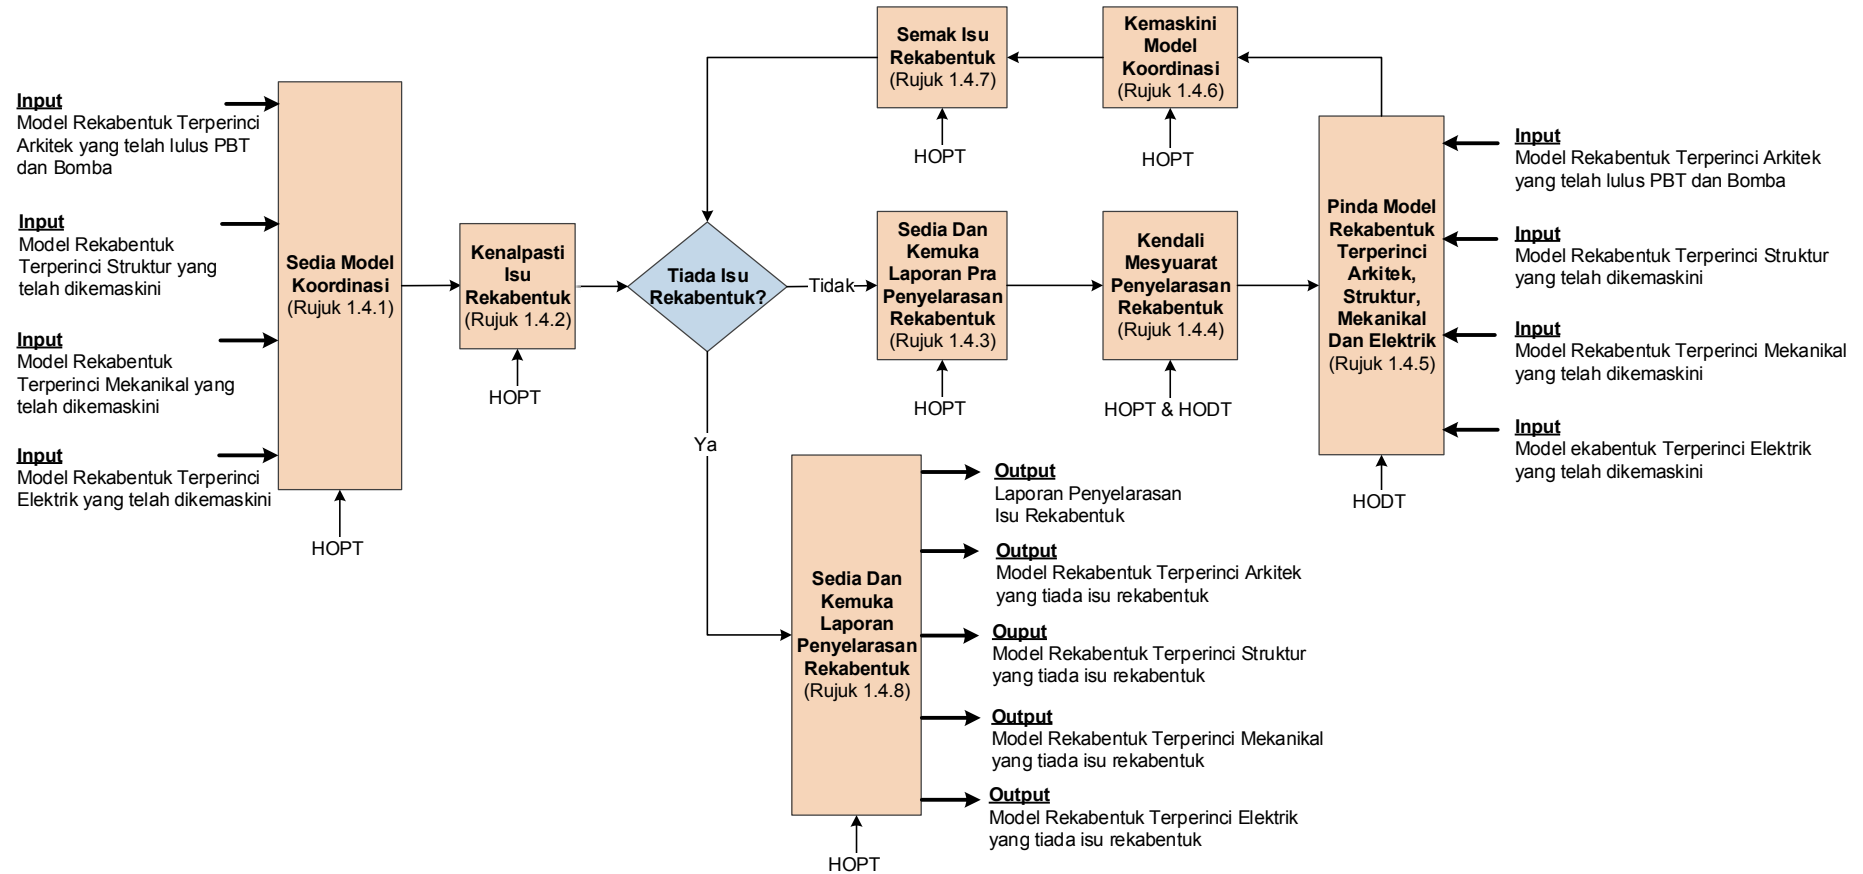 Input
Model Rekabentuk Terperinci
Arkitek yang telah lulus PBT
dan Bomba
Input
Model Rekabentuk
Terperinci Struktur yang
telah dikemaskini
Input
Model Rekabentuk
Terperinci Mekanikal yang
telah dikemaskini
Input
Model Rekabentuk Terperinci
Elektrik yang telah dikemaskini
Sedia Model
Koordinasi
(Rujuk 1.4.1)
HOPT
Kenalpasti
Isu
Rekabentuk
(Rujuk 1.4.2)
HOPT
Tiada Isu
Rekabentuk?
Tidak
Ya
Sedia Dan
Kemuka
Laporan Pra
Penyelarasan
Rekabentuk
(Rujuk 1.4.3)
HOPT
Kendali
Mesyuarat
Penyelarasan
Rekabentuk
(Rujuk 1.4.4)
HOPT & HODT
Pinda Model
Rekabentuk
Terperinci
Arkitek,
Struktur,
Mekanikal
Dan Elektrik
(Rujuk 1.4.5)
HODT
Input
Model Rekabentuk Terperinci Arkitek
yang telah lulus PBT dan Bomba
Input
Model Rekabentuk Terperinci Struktur
yang telah dikemaskini
Input
Model Rekabentuk Terperinci Mekanikal
yang telah dikemaskini
Input
Model ekabentuk Terperinci Elektrik
yang telah dikemaskini
Kemaskini
Model
Koordinasi
(Rujuk 1.4.6)
HOPT
Semak Isu
Rekabentuk
(Rujuk 1.4.7)
HOPT
Sedia Dan
Kemuka
Laporan
Penyelarasan
Rekabentuk
(Rujuk 1.4.8)
HOPT
Output
Laporan Penyelarasan
Isu Rekabentuk
Output
Model Rekabentuk Terperinci Arkitek
yang tiada isu rekabentuk
Ouput
Model Rekabentuk Terperinci Struktur
yang tiada isu rekabentuk
Output
Model Rekabentuk Terperinci Mekanikal
yang tiada isu rekabentuk
Output
Model Rekabentuk Terperinci Elektrik
yang tiada isu rekabentuk